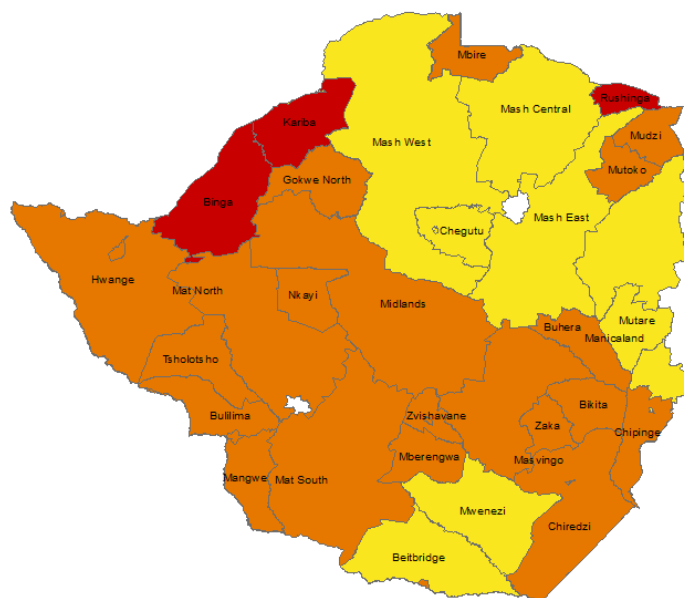 Mbire
Rushinga
Mash Central
Kariba
Mudzi
Mash West
Mutoko
Gokwe North
Binga
Mash East
Chegutu
Hwange
Mat North
Nkayi
Midlands
Mutare
Buhera
Manicaland
Tsholotsho
Bikita
Bulilima
Zvishavane
Zaka
Chipinge
Mberengwa
Masvingo
Mangwe
Mat South
Mwenezi
Chiredzi
Beitbridge